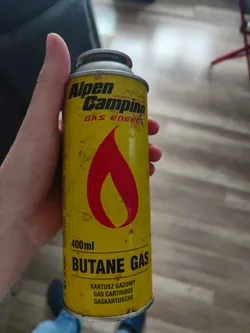 Alpen
Camping
GAS ENERGY
400ml
BUTANE GAS
KARTUSZ GAZOWY
GAS CARTRIDGE
GASKARTUSCHE